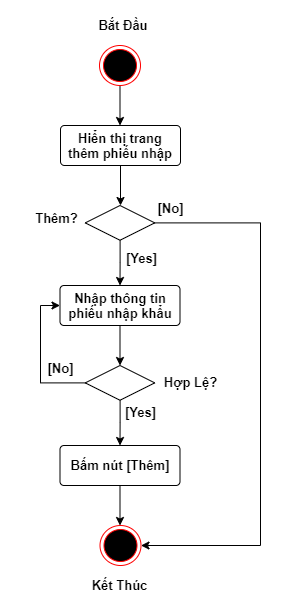 Bắt Đầu
Hiển thị trang
thêm phiếu nhập
Thêm?
[No]
[Yes]
Nhập thông tin
phiếu nhập khẩu
[No]
Hợp Lệ?
[Yes]
Bấm nút [Thêm]
Kết Thúc